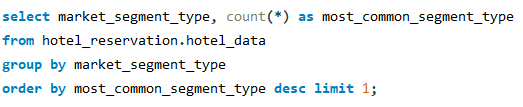 select market_segment_type, count(*) as most_common_segment_type
from hotel_reservation.hotel_data
group by market_segment_type
order by most_common_segment_type desc limit 1;